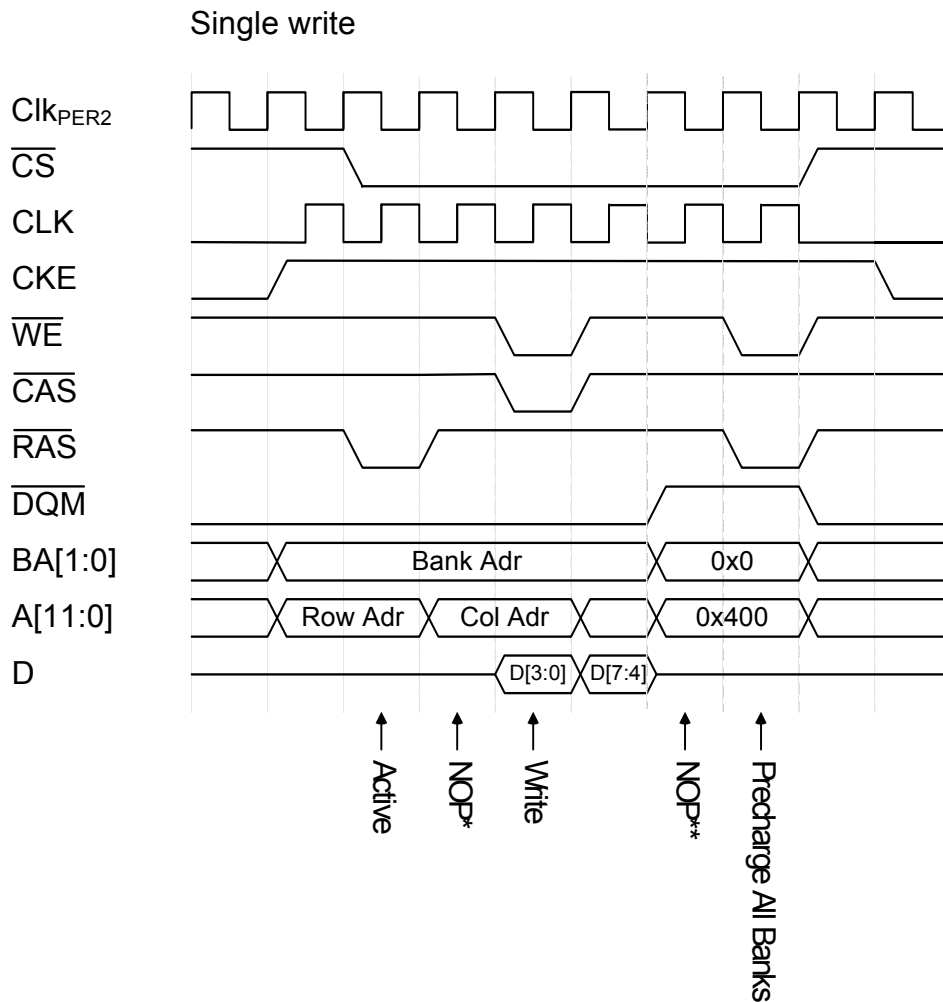 Single write
ClkPER2
CS
CLK
CKE
WE
CAS
RAS
DQM
BA[1:0] Bank Adr 0x0
A[11:0] Row Adr Col Adr 0x400
D D[3:0] D[7:4]
Active
NOP*
Write
NOP**
Precharge All Banks